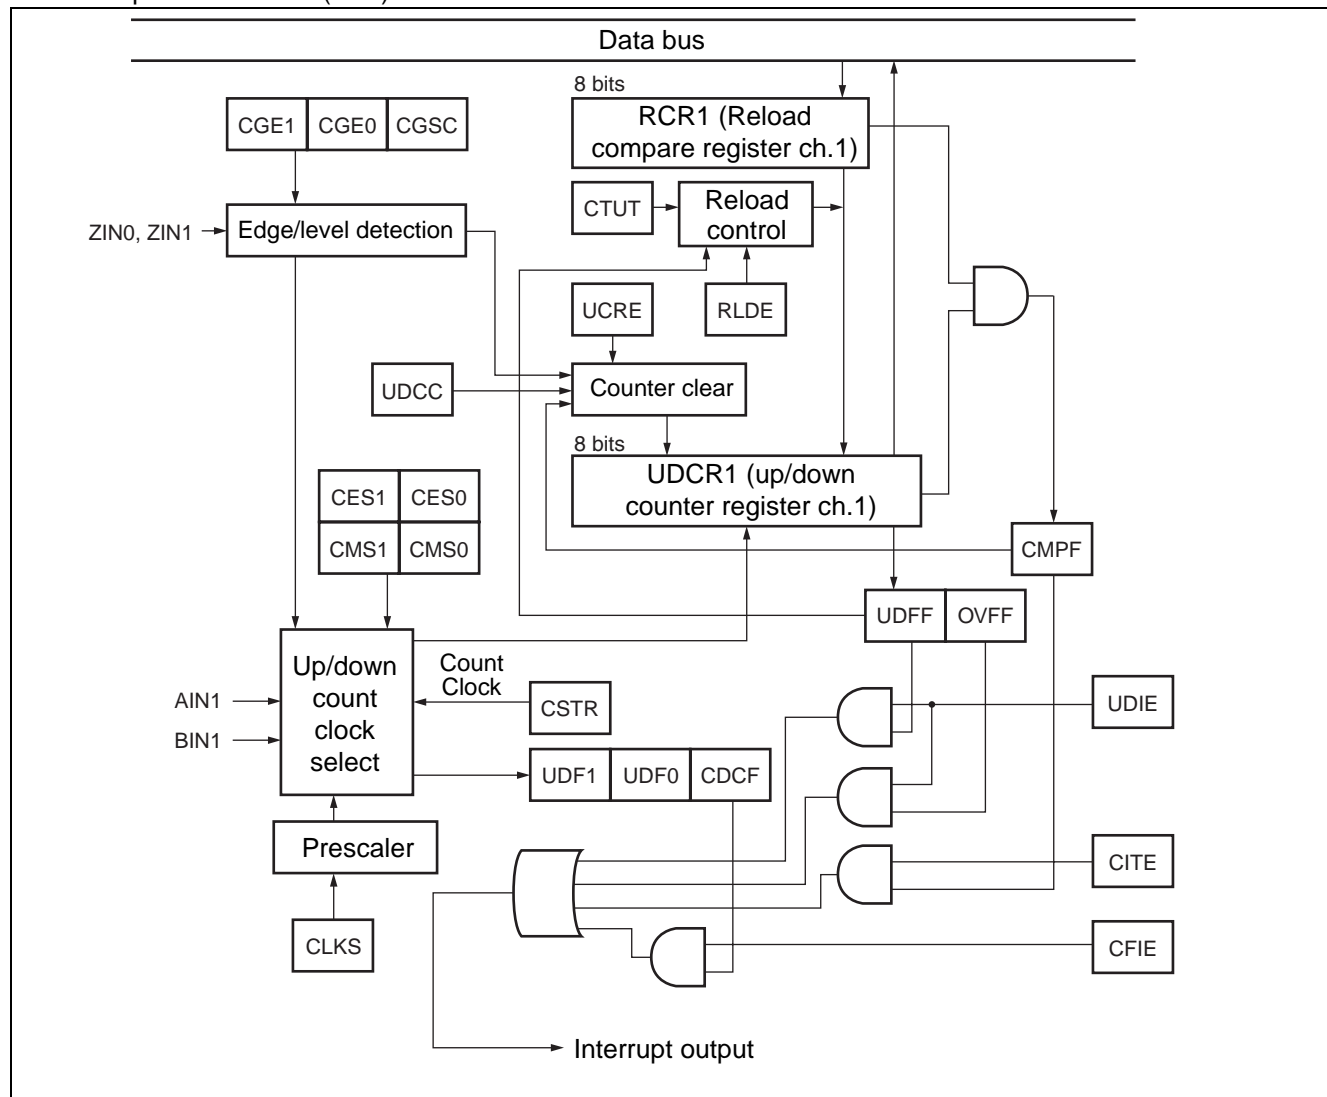 Data bus
8 bits
CGE1 CGE0 CGSC
RCR1 (Reload
compare register ch.1)
CTUT
Reload
control
ZIN0, ZIN1
Edge/level detection
UCRE
RLDE
UDCC
Counter clear
8 bits
UDCR1 (up/down
counter register ch.1)
CES1 CES0
CMS1 CMS0
CMPF
UDFF OVFF
Up/down
count
clock
select
Count
Clock
AIN1
BIN1
CSTR
UDIE
UDF1 UDF0 CDCF
Prescaler
CITE
CLKS
CFIE
Interrupt output